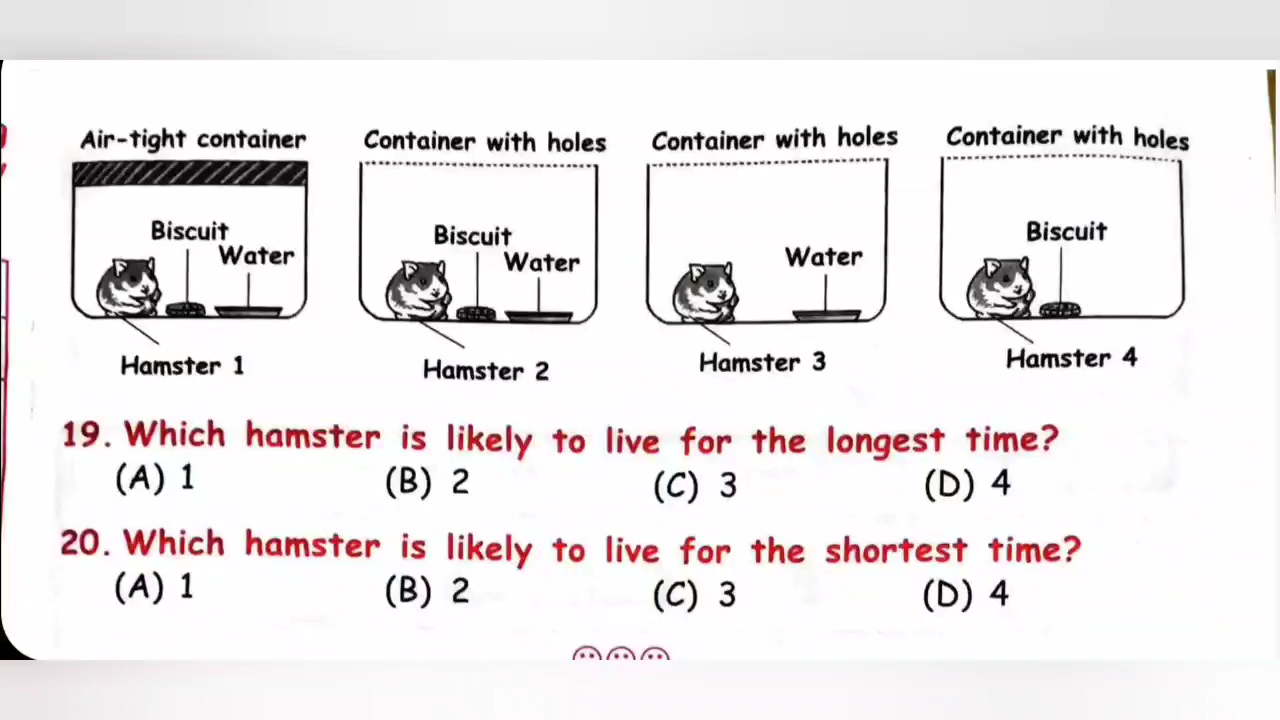 Air-tight container Container with holes Container with holes Container with holes
Biscuit Water Biscuit Water Water Biscuit
Hamster 1 Hamster 2 Hamster 3 Hamster 4
19. Which hamster is likely to live for the longest time?
(A) 1 (B) 2 (C) 3 (D) 4
20. Which hamster is likely to live for the shortest time?
(A) 1 (B) 2 (C) 3 (D) 4